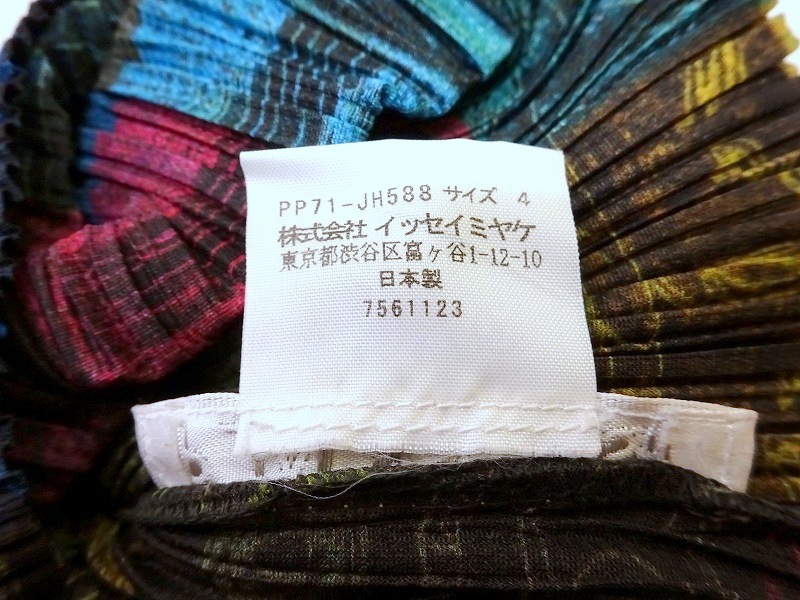 PP71-JH588 サイズ 4
株式会社 イッセイミヤケ
東京都渋谷区富ヶ谷1-12-10
日本製
7561123